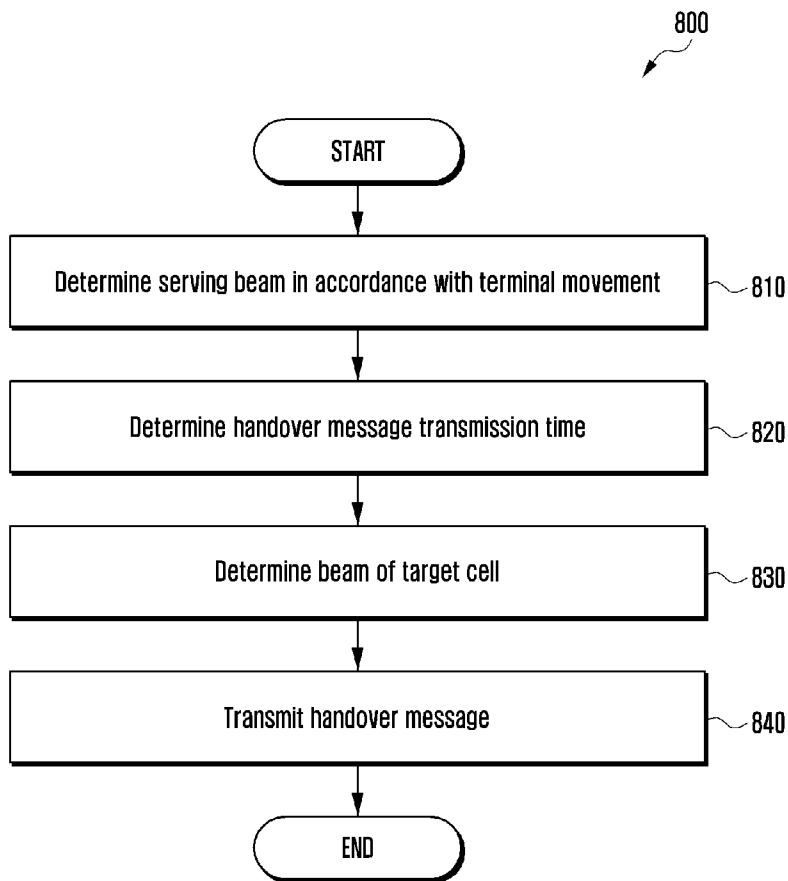 800
START
Determine serving beam in accordance with terminal movement
810
Determine handover message transmission time
820
Determine beam of target cell
830
Transmit handover message
840
END